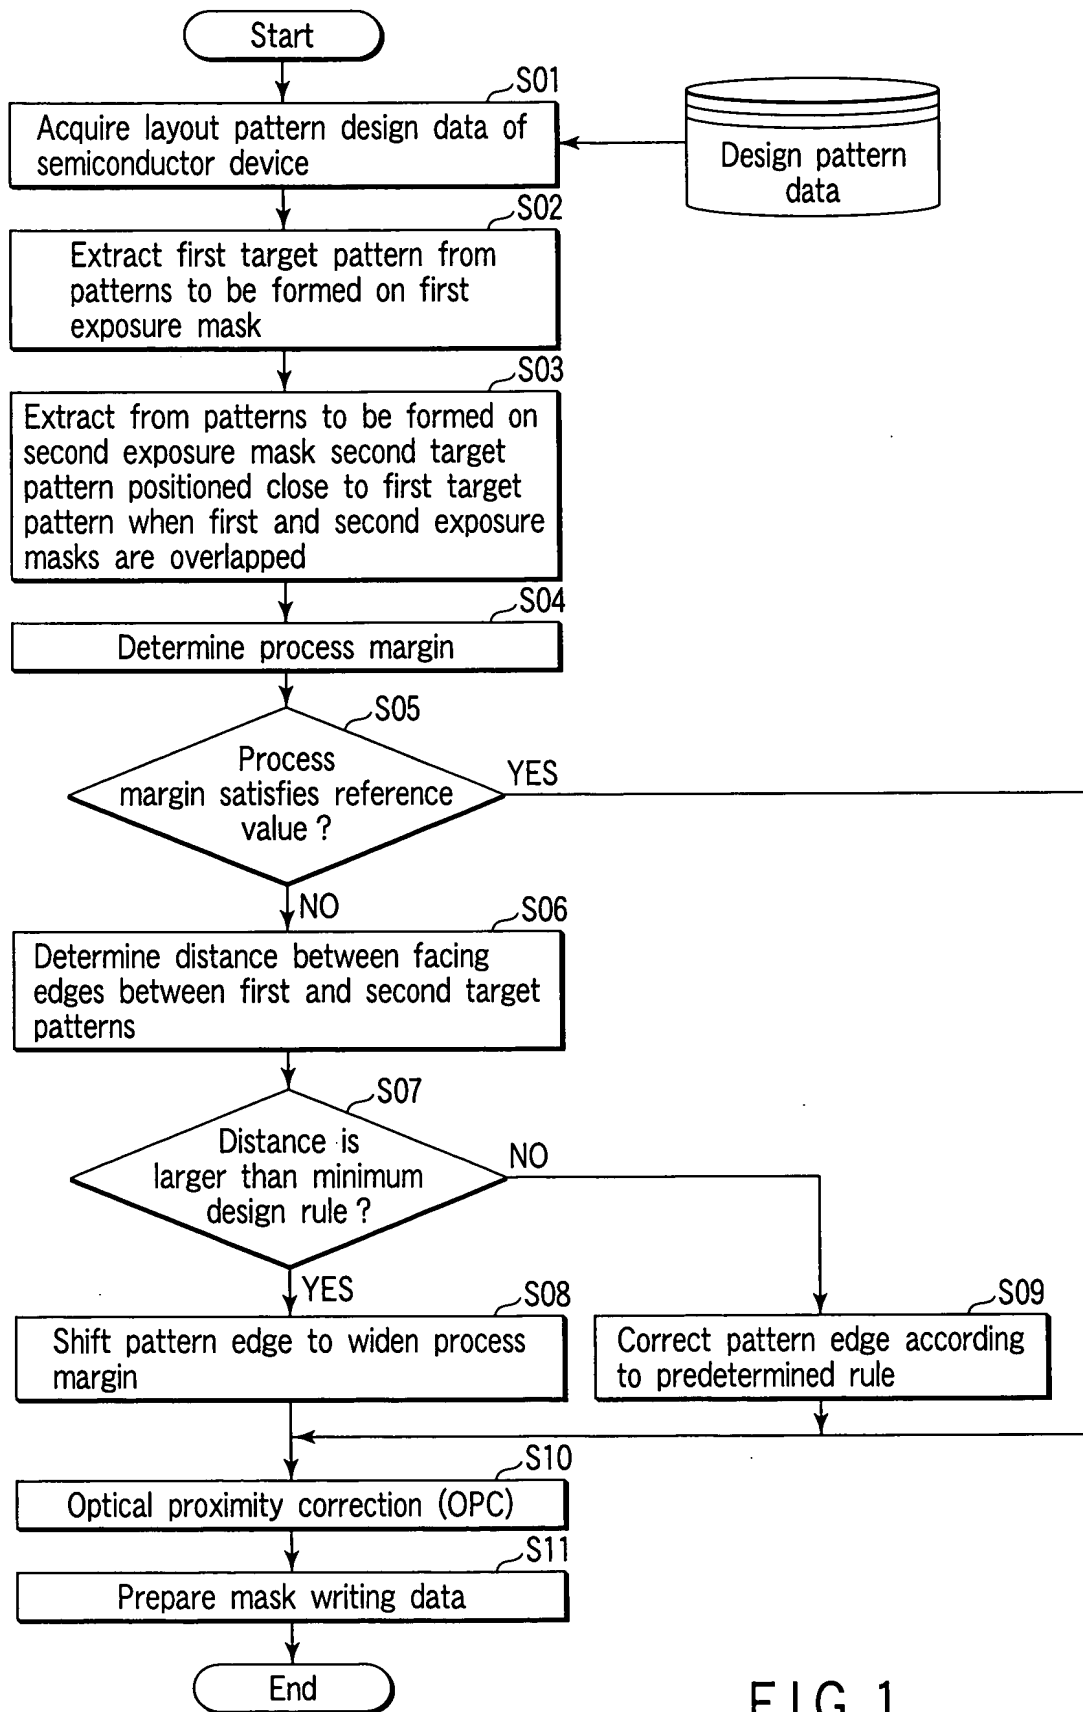 Start
S01
Acquire layout pattern design data of
semiconductor device
Design pattern
data
S02
Extract first target pattern from
patterns to be formed on first
exposure mask
S03
Extract from patterns to be formed on
second exposure mask second target
pattern positioned close to first target
pattern when first and second exposure
masks are overlapped
S04
Determine process margin
S05
Process
margin satisfies reference
value ?
YES
NO
S06
Determine distance between facing
edges between first and second target
patterns
S07
Distance is
larger than minimum
design rule ?
NO
YES
S08
Shift pattern edge to widen process
margin
S09
Correct pattern edge according
to predetermined rule
S10
Optical proximity correction (OPC)
S11
Prepare mask writing data
End
FIG. 1